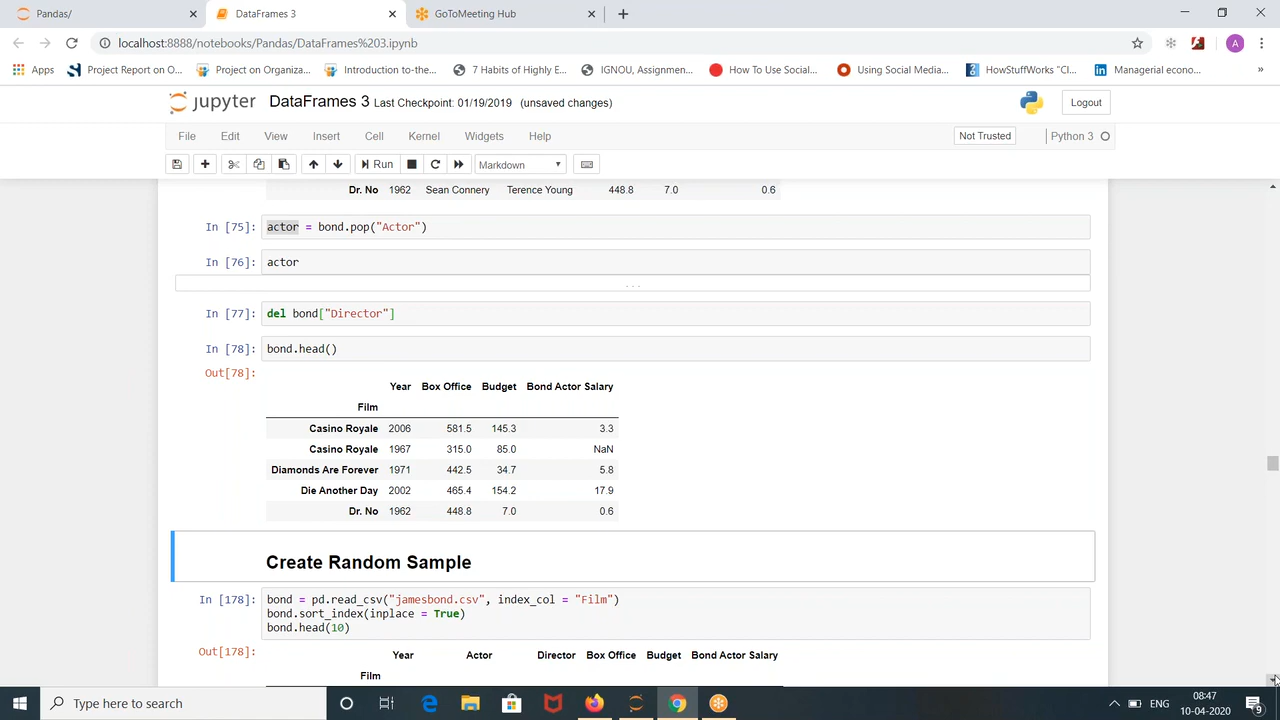 Pandas/
DataFrames 3
GoToMeeting Hub
localhost:8888/notebooks/Pandas/DataFrames%203.ipynb
A
Apps
Project Report on O...
Project on Organiza...
Introduction-to-the...
7 Habits of Highly E...
IGNOU, Assignmen...
How To Use Social...
Using Social Media...
HowStuffWorks "Cl...
Managerial econo...
»
jupyter
DataFrames 3 Last Checkpoint: 01/19/2019 (unsaved changes)
Logout
File Edit View Insert Cell Kernel Widgets Help
Not Trusted
Python 3
Run
Markdown
Dr. No 1962 Sean Connery Terence Young 448.8 7.0 0.6
In [75]: actor = bond.pop("Actor")
In [76]: actor
...
In [77]: del bond["Director"]
In [78]: bond.head()
Out[78]:
Year Box Office Budget Bond Actor Salary
Film
Casino Royale 2006 581.5 145.3 3.3
Casino Royale 1967 315.0 85.0 NaN
Diamonds Are Forever 1971 442.5 34.7 5.8
Die Another Day 2002 465.4 154.2 17.9
Dr. No 1962 448.8 7.0 0.6
Create Random Sample
In [178]: bond = pd.read_csv("jamesbond.csv", index_col = "Film")
bond.sort_index(inplace = True)
bond.head(10)
Out[178]:
Year Actor Director Box Office Budget Bond Actor Salary
Film
Type here to search
ENG
08:47
10-04-2020
9